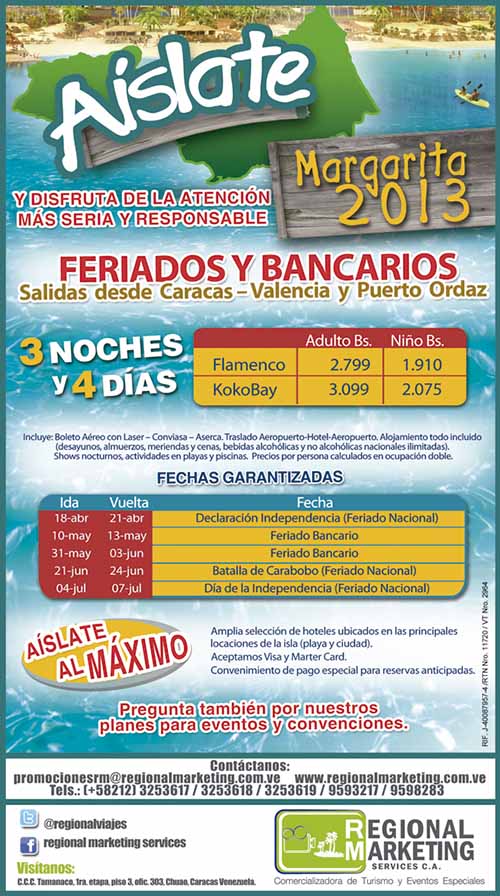 Aíslate
Margarita
2013
Y DISFRUTA DE LA ATENCIÓN
MÁS SERIA Y RESPONSABLE
FERIADOS Y BANCARIOS
Salidas desde Caracas – Valencia y Puerto Ordaz
3 NOCHES
y 4 DÍAS
Adulto Bs. Niño Bs.
Flamenco 2.799 1.910
KokoBay 3.099 2.075
Incluye: Boleto Aéreo con Laser – Conviasa – Aserca. Traslado Aeropuerto-Hotel-Aeropuerto. Alojamiento todo incluido
(desayunos, almuerzos, meriendas y cenas, bebidas alcohólicas y no alcohólicas nacionales ilimitadas).
Shows nocturnos, actividades en playas y piscinas. Precios por persona calculados en ocupación doble.
FECHAS GARANTIZADAS
Ida Vuelta Fecha
18-abr 21-abr Declaración Independencia (Feriado Nacional)
10-may 13-may Feriado Bancario
31-may 03-jun Feriado Bancario
21-jun 24-jun Batalla de Carabobo (Feriado Nacional)
04-jul 07-jul Día de la Independencia (Feriado Nacional)
AÍSLATE
AL MÁXIMO
Amplia selección de hoteles ubicados en las principales
locaciones de la isla (playa y ciudad).
Aceptamos Visa y Marter Card.
Convenimiento de pago especial para reservas anticipadas.
RIF. J-40087957-4 /RTN Nro. 11720 / VT Nro. 2954
Pregunta también por nuestros
planes para eventos y convenciones.
Contáctanos:
promocionesrm@regionalmarketing.com.ve www.regionalmarketing.com.ve
Tels.: (+58212) 3253617 / 3253618 / 3253619 / 9593217 / 9598283
@regionalviajes
regional marketing services
Visítanos:
C.C.C. Tamanaco, 1ra. etapa, piso 3, ofic. 303, Chuao, Caracas Venezuela.
REGIONAL
MARKETING
SERVICES C.A.
Comercializadora de Turismo y Eventos Especiales